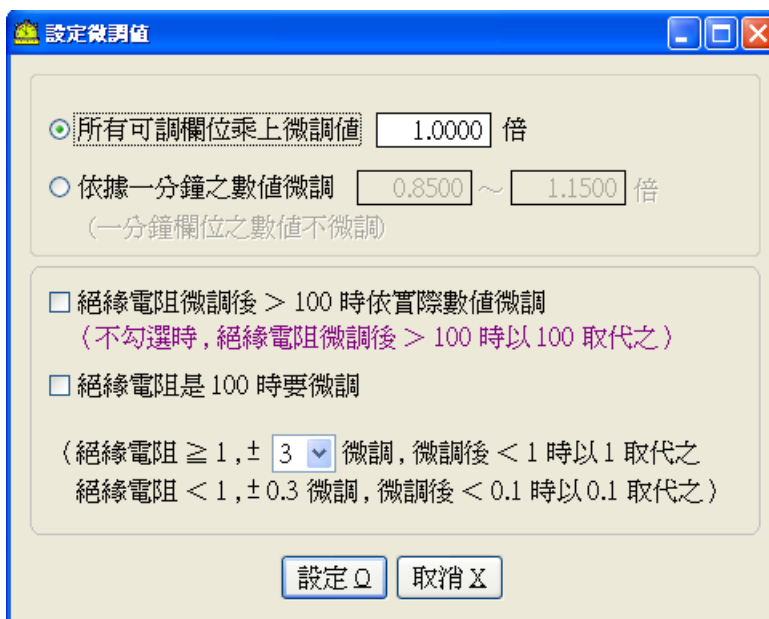 設定微調值
所有可調欄位乘上微調值 1.0000 倍
依據一分鐘之數值微調 0.8500 ～ 1.1500 倍
(一分鐘欄位之數值不微調)
絕緣電阻微調後 > 100 時依實際數值微調
(不勾選時, 絕緣電阻微調後 > 100 時以 100 取代之)
絕緣電阻是 100 時要微調
(絕緣電阻 ≧ 1 , ± 3 微調, 微調後 < 1 時以 1 取代之
絕緣電阻 < 1 , ± 0.3 微調, 微調後 < 0.1 時以 0.1 取代之)
設定 O 取消 X